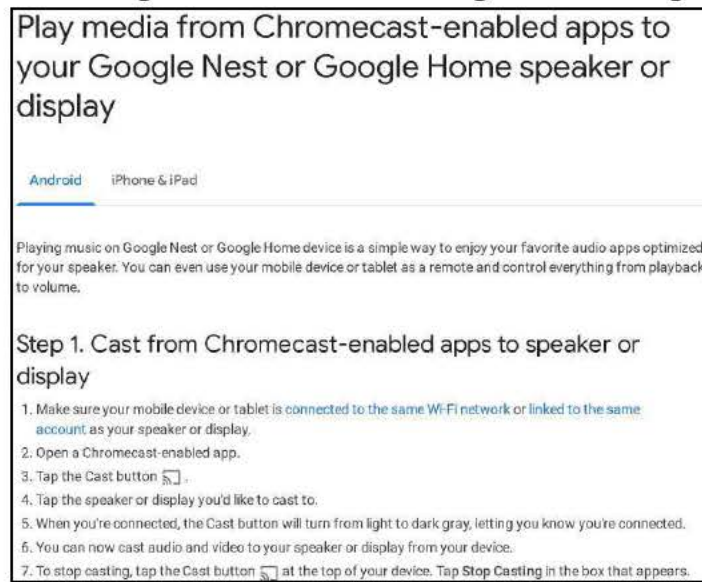 Play media from Chromecast-enabled apps to
your Google Nest or Google Home speaker or
display
Android iPhone & iPad
Playing music on Google Nest or Google Home device is a simple way to enjoy your favorite audio apps optimized
for your speaker. You can even use your mobile device or tablet as a remote and control everything from playback
to volume.
Step 1. Cast from Chromecast-enabled apps to speaker or
display
1. Make sure your mobile device or tablet is connected to the same Wi-Fi network or linked to the same
account as your speaker or display.
2. Open a Chromecast-enabled app.
3. Tap the Cast button .
4. Tap the speaker or display you'd like to cast to.
5. When you're connected, the Cast button will turn from light to dark gray, letting you know you're connected.
6. You can now cast audio and video to your speaker or display from your device.
7. To stop casting, tap the Cast button at the top of your device. Tap Stop Casting in the box that appears.